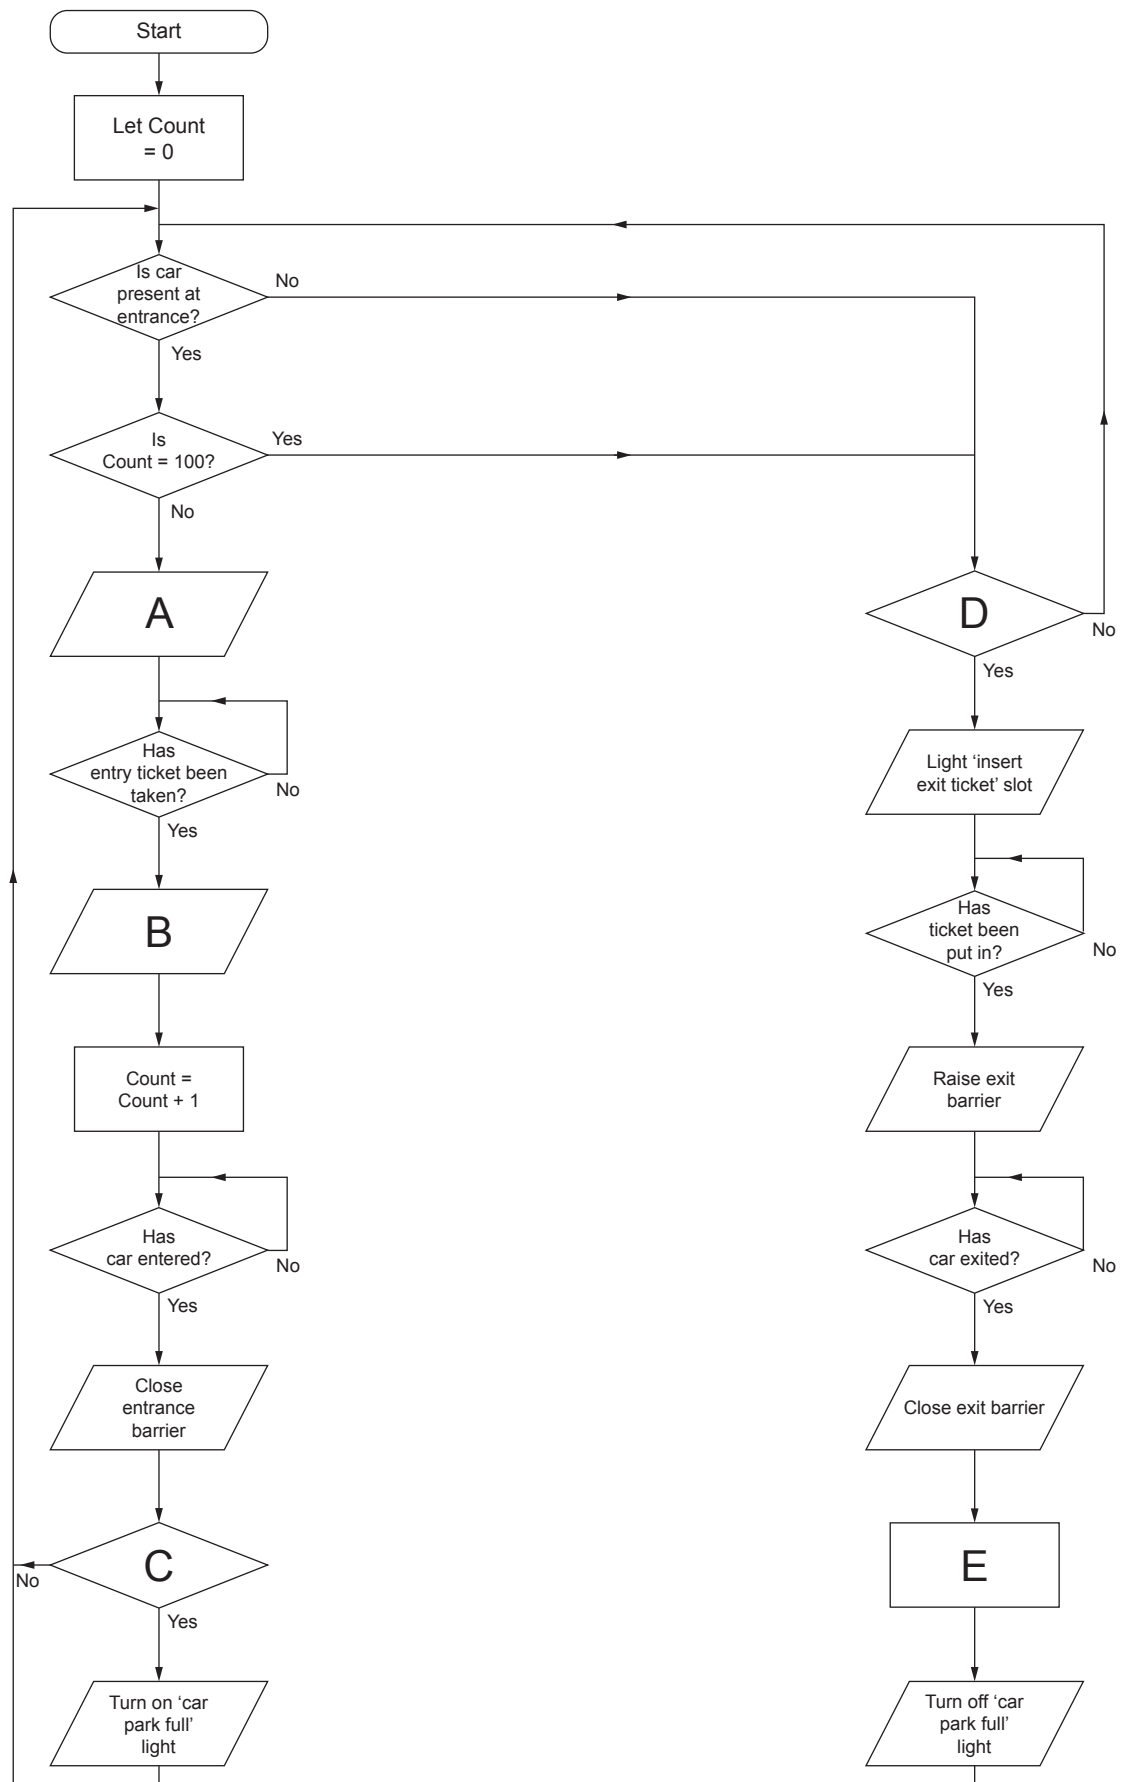 Start
Let Count
= 0
Is car
present at
entrance?
No
Yes
Is
Count = 100?
Yes
No
A
Has
entry ticket been
taken?
No
Yes
B
Count =
Count + 1
Has
car entered?
No
Yes
Close
entrance
barrier
C
No
Yes
Turn on ‘car
park full’
light
D
No
Yes
Light ‘insert
exit ticket’ slot
Has
ticket been
put in?
No
Yes
Raise exit
barrier
Has
car exited?
No
Yes
Close exit barrier
E
Turn off ‘car
park full’
light